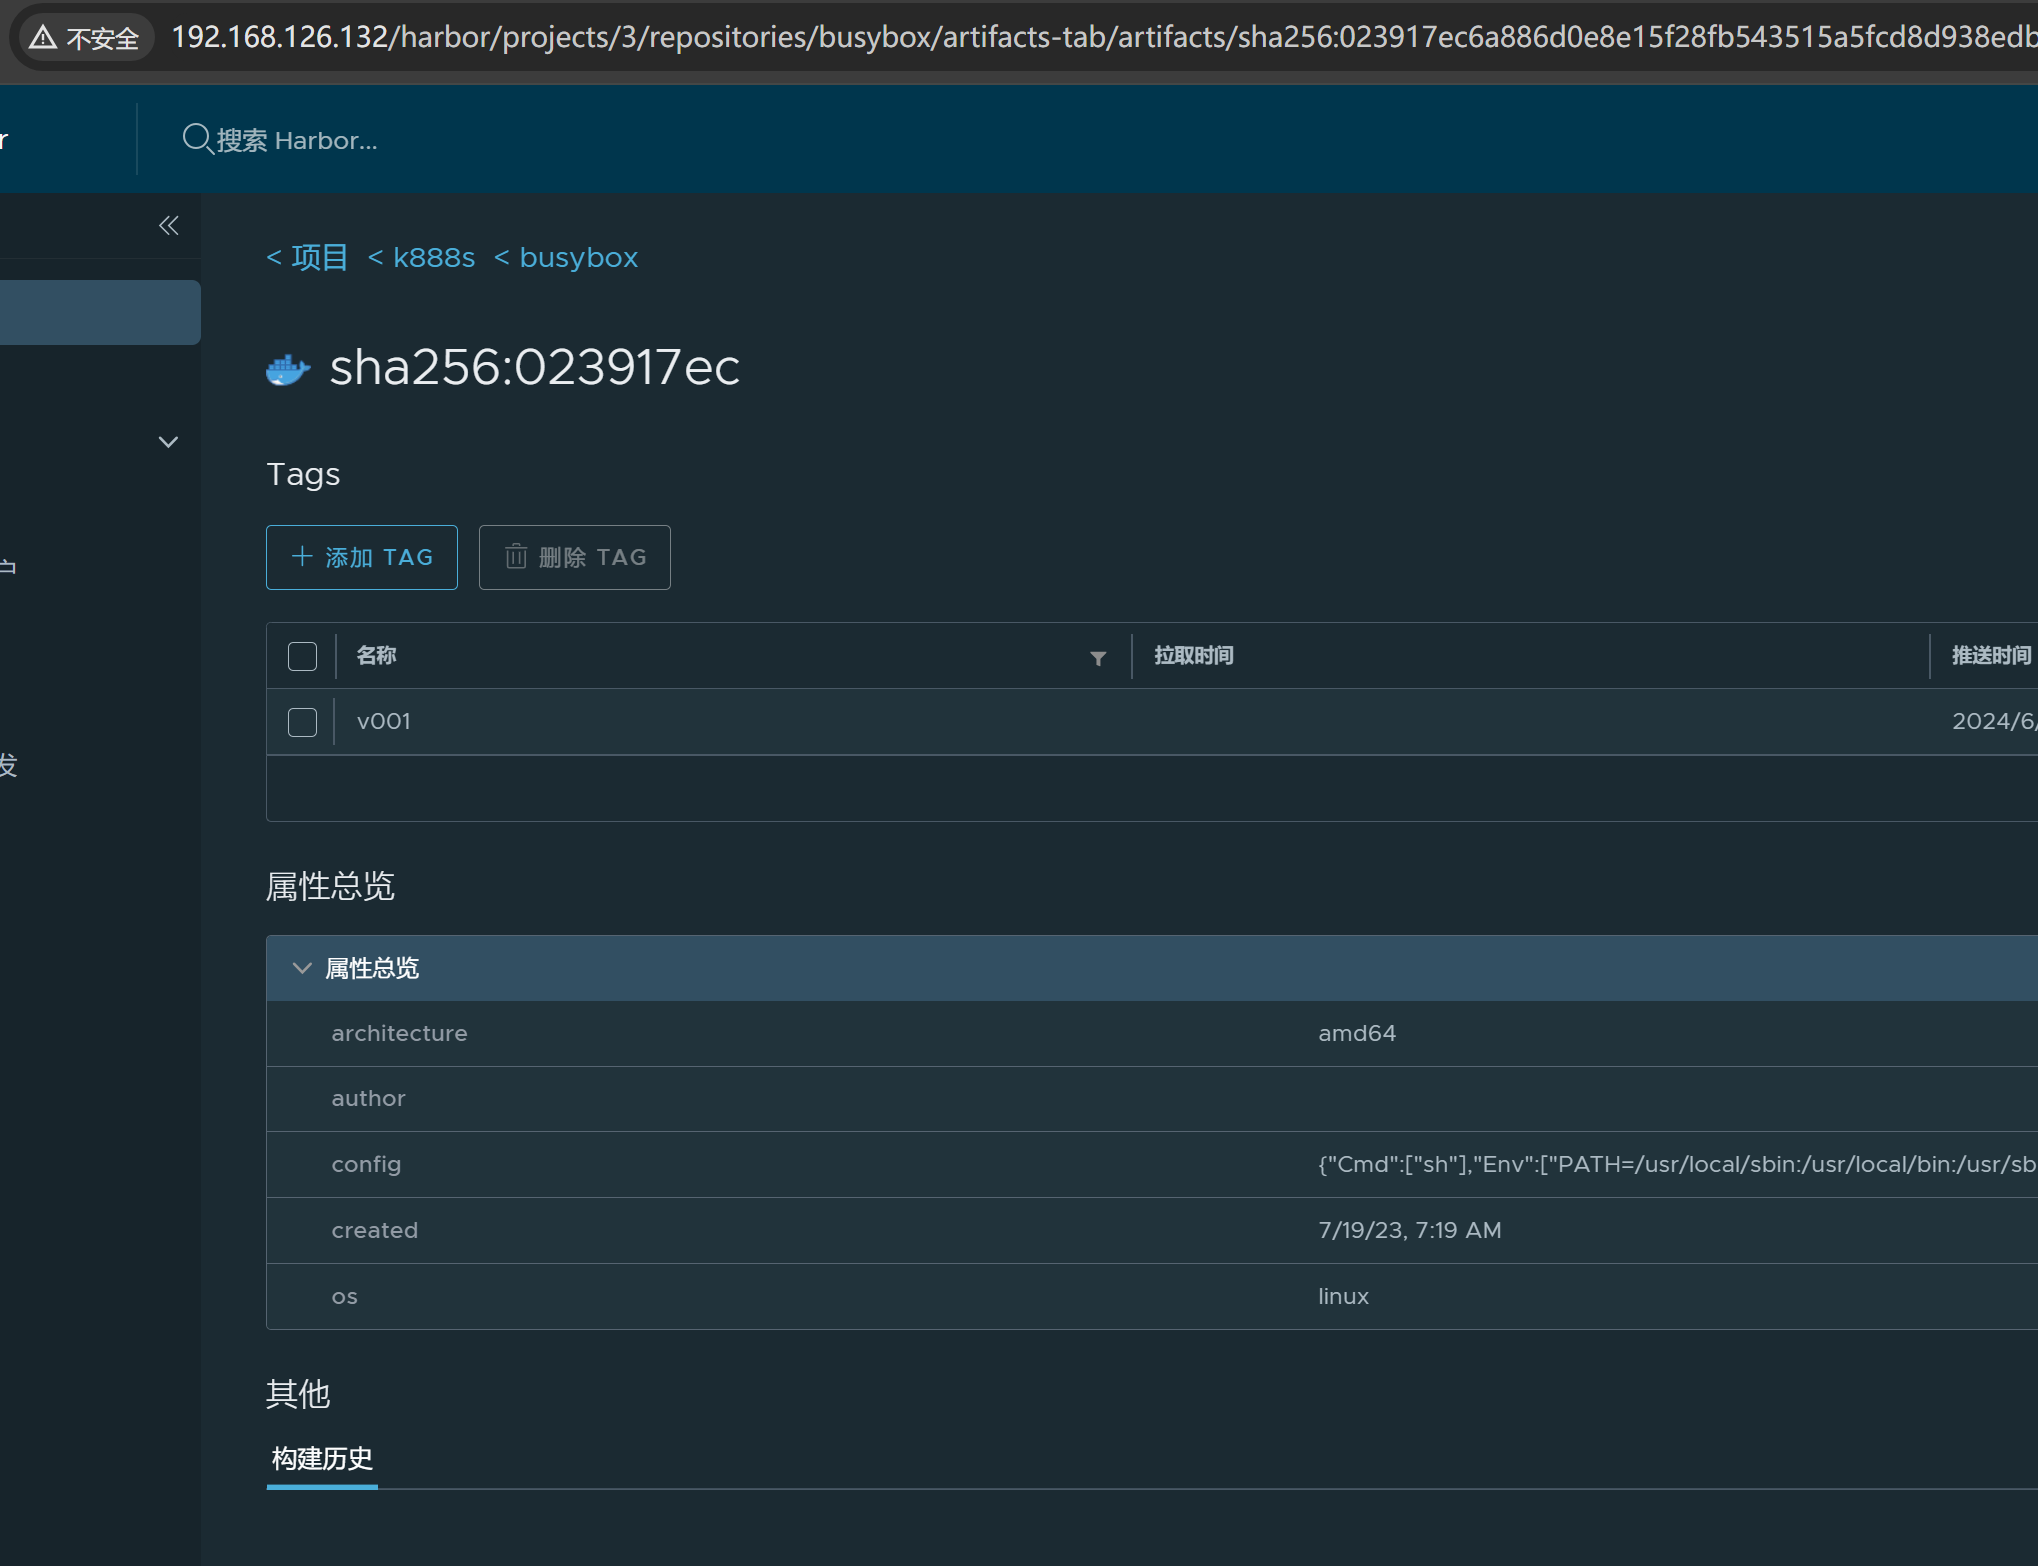 不安全 192.168.126.132/harbor/projects/3/repositories/busybox/artifacts-tab/artifacts/sha256:023917ec6a886d0e8e15f28fb543515a5fcd8d938edb
r
搜索 Harbor...
< 项目 < k888s < busybox
sha256:023917ec
Tags
添加 TAG 删除 TAG
户
名称 拉取时间 推送时间
v001 2024/6/
发
属性总览
属性总览
architecture amd64
author
config {"Cmd":["sh"],"Env":["PATH=/usr/local/sbin:/usr/local/bin:/usr/sb
created 7/19/23, 7:19 AM
os linux
其他
构建历史